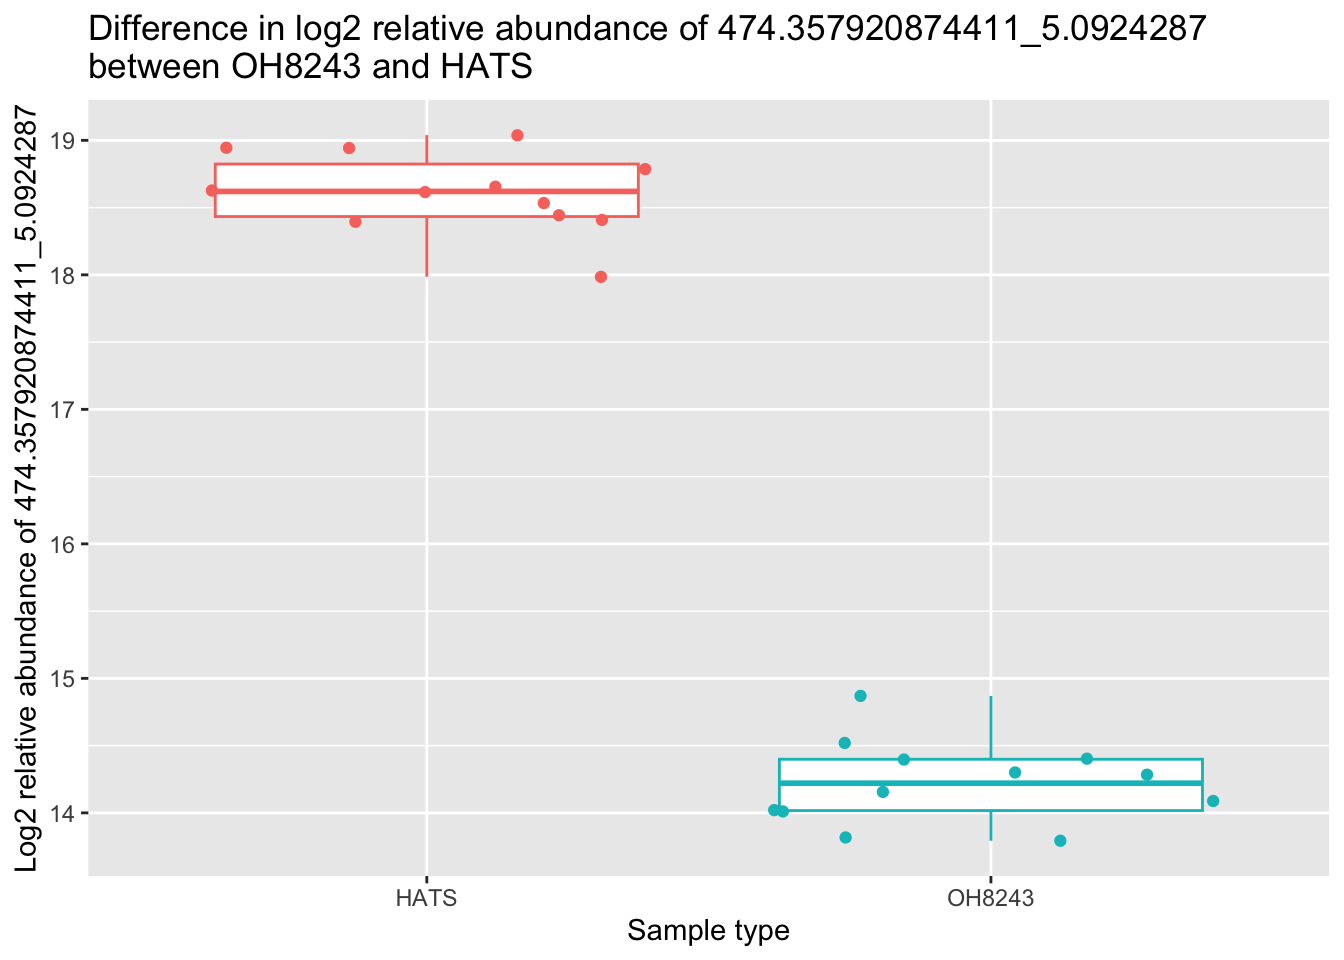 Difference in log2 relative abundance of 474.357920874411_5.0924287
between OH8243 and HATS
Log2 relative abundance of 474.357920874411_5.0924287
19
18
17
16
15
14
HATS
OH8243
Sample type